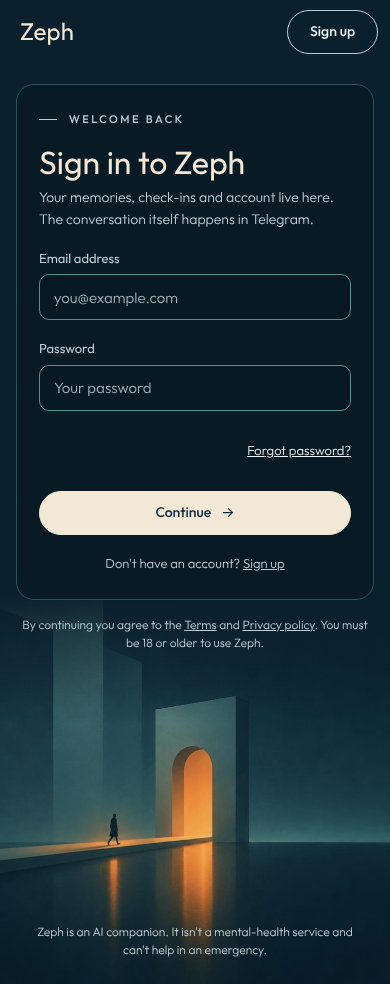 Zeph
Sign up
WELCOME BACK
Sign in to Zeph
Your memories, check-ins and account live here.
The conversation itself happens in Telegram.
Email address
you@example.com
Password
Your password
Forgot password?
Continue →
Don't have an account? Sign up
By continuing you agree to the Terms and Privacy policy. You must
be 18 or older to use Zeph.
Zeph is an AI companion. It isn't a mental-health service and
can't help in an emergency.